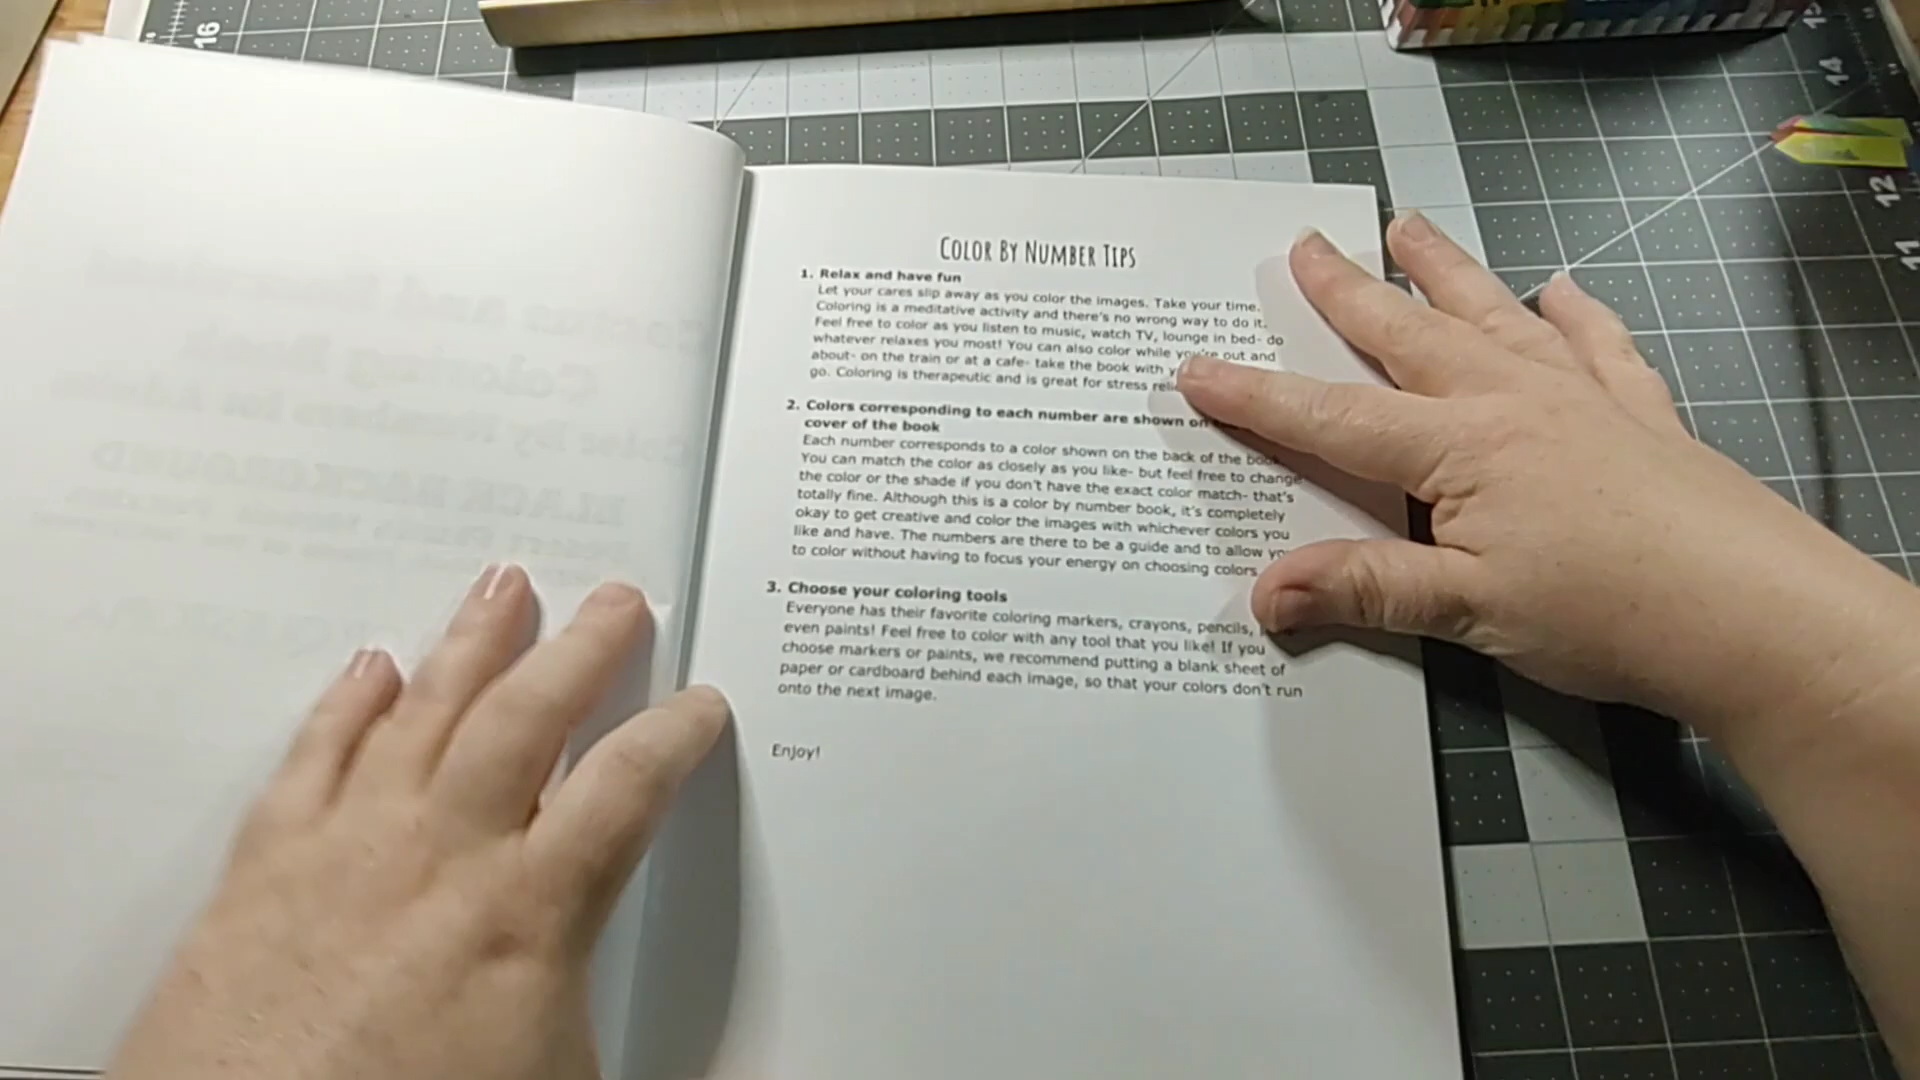 16
14
12
11
COLOR BY NUMBER TIPS
1. Relax and have fun
Let your cares slip away as you color the images. Take your time.
Coloring is a meditative activity and there's no wrong way to do it.
Feel free to color as you listen to music, watch TV, lounge in bed- do
whatever relaxes you most! You can also color while you're out and
about- on the train or at a cafe- take the book with
go. Coloring is therapeutic and is great for stress
2. Colors corresponding to each number are shown on
cover of the book
Each number corresponds to a color shown on the back of the
You can match the color as closely as you like- but feel free to change
the color or the shade if you don't have the exact color match- that's
totally fine. Although this is a color by number book, it's completely
okay to get creative and color the images with whichever colors you
like and have. The numbers are there to be a guide and to allow
to color without having to focus your energy on choosing colors
3. Choose your coloring tools
Everyone has their favorite coloring markers, crayons, pencils,
even paints! Feel free to color with any tool that you like! If you
choose markers or paints, we recommend putting a blank sheet of
paper or cardboard behind each image, so that your colors don't run
onto the next image.
Enjoy!